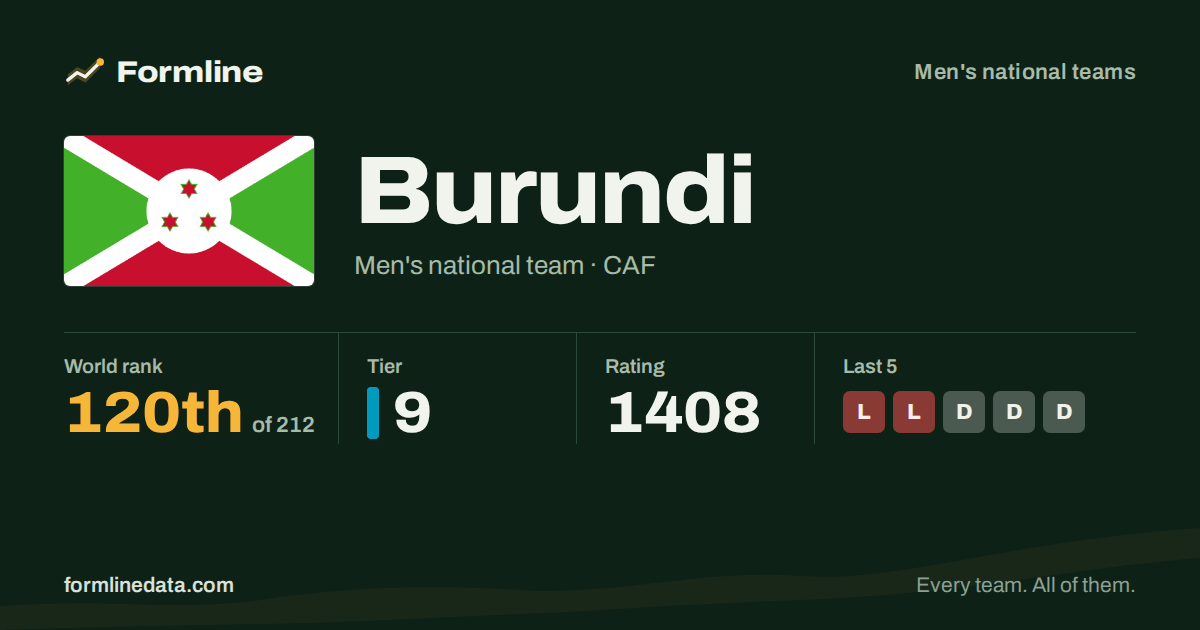 Formline
Men's national teams
Burundi
Men's national team · CAF
World rank
120th of 212
Tier
9
Rating
1408
Last 5
L L D D D
formlinedata.com
Every team. All of them.